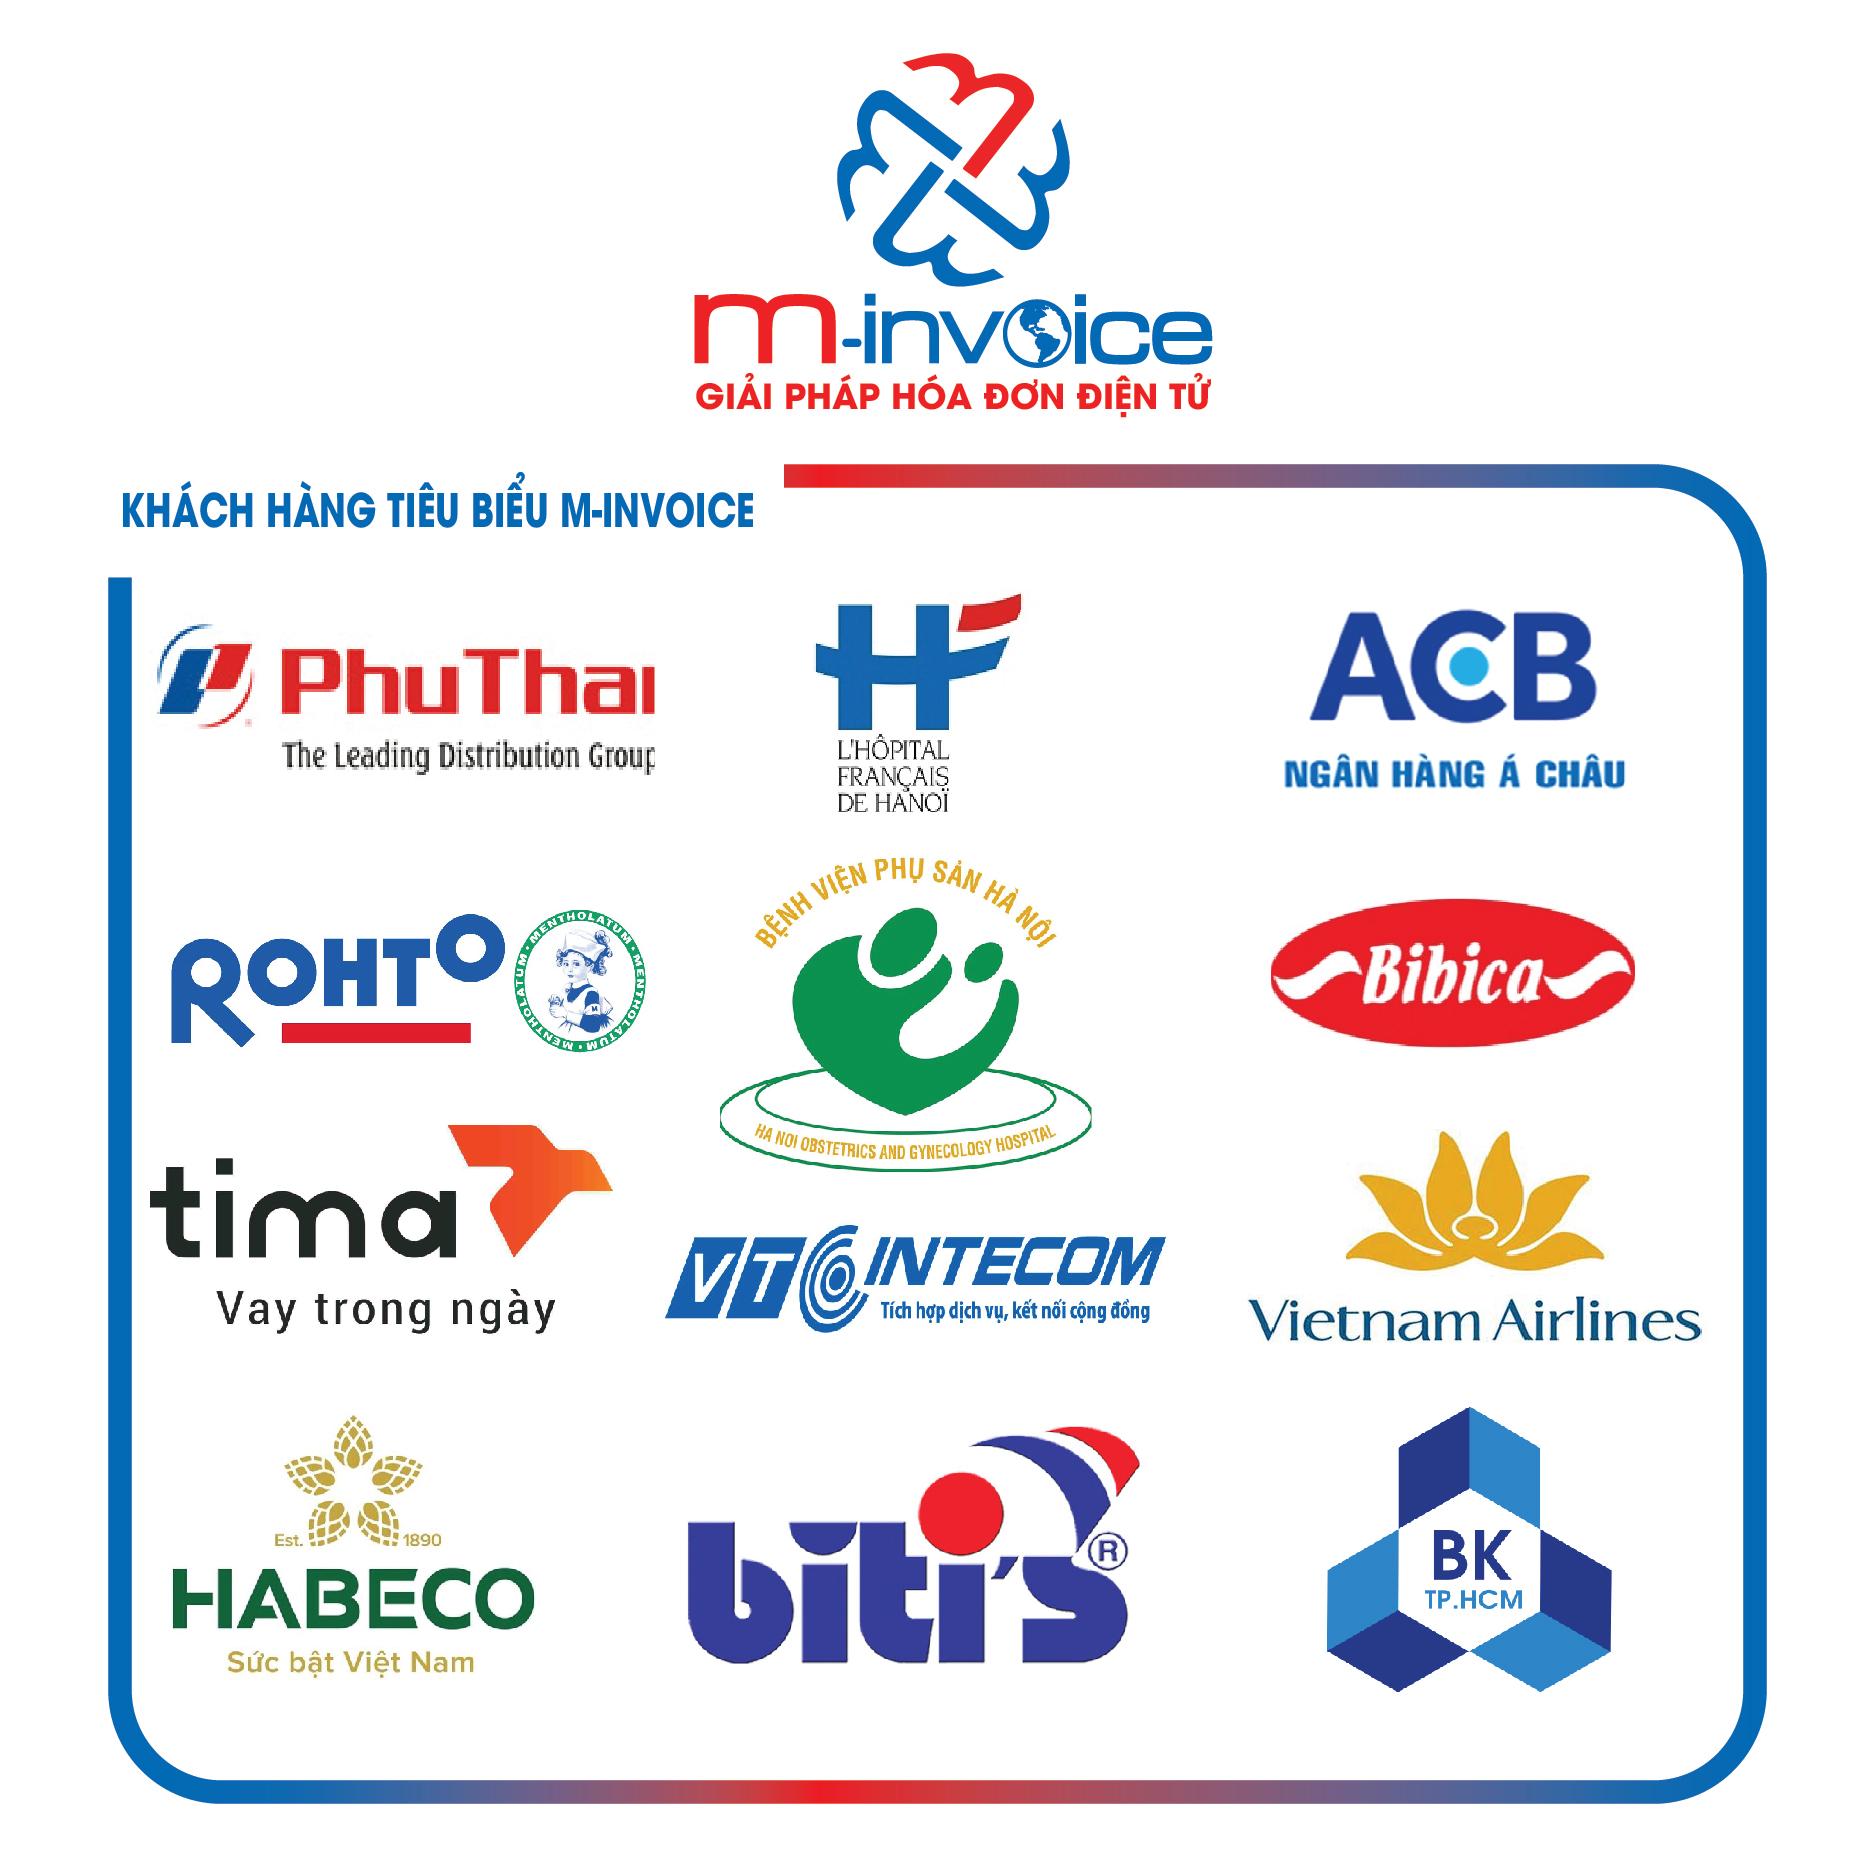 m-invoice
GIẢI PHÁP HÓA ĐƠN ĐIỆN TỬ
KHÁCH HÀNG TIÊU BIỂU M-INVOICE
PhuThai
The Leading Distribution Group
L'HÔPITAL
FRANÇAIS
DE HANOÏ
ACB
NGÂN HÀNG Á CHÂU
ROHTO
MENTHOLATUM · MENTHOLATUM · MENTHOLATUM
BỆNH VIỆN PHỤ SẢN HÀ NỘI
HA NOI OBSTETRICS AND GYNECOLOGY HOSPITAL
Bibica
tima
Vay trong ngày
VTC INTECOM
Tích hợp dịch vụ, kết nối cộng đồng
Vietnam Airlines
Est. 1890
HABECO
Sức bật Việt Nam
biti's ®
BK
TP.HCM